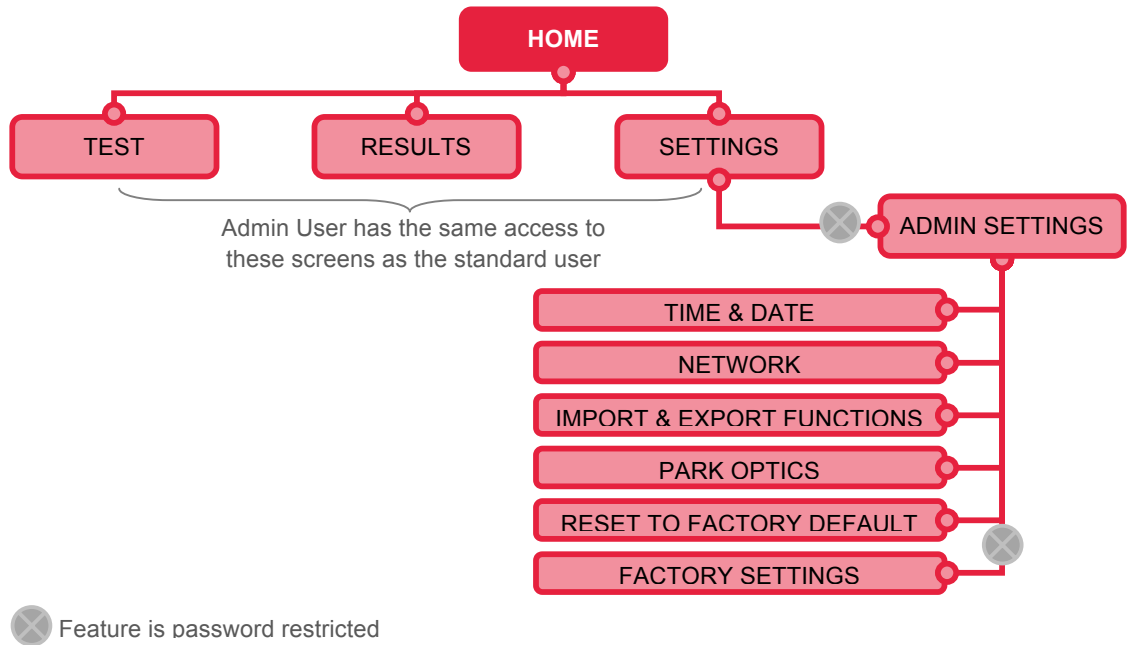 HOME
TEST
RESULTS
SETTINGS
Admin User has the same access to
these screens as the standard user
ADMIN SETTINGS
TIME & DATE
NETWORK
IMPORT & EXPORT FUNCTIONS
PARK OPTICS
RESET TO FACTORY DEFAULT
FACTORY SETTINGS
Feature is password restricted